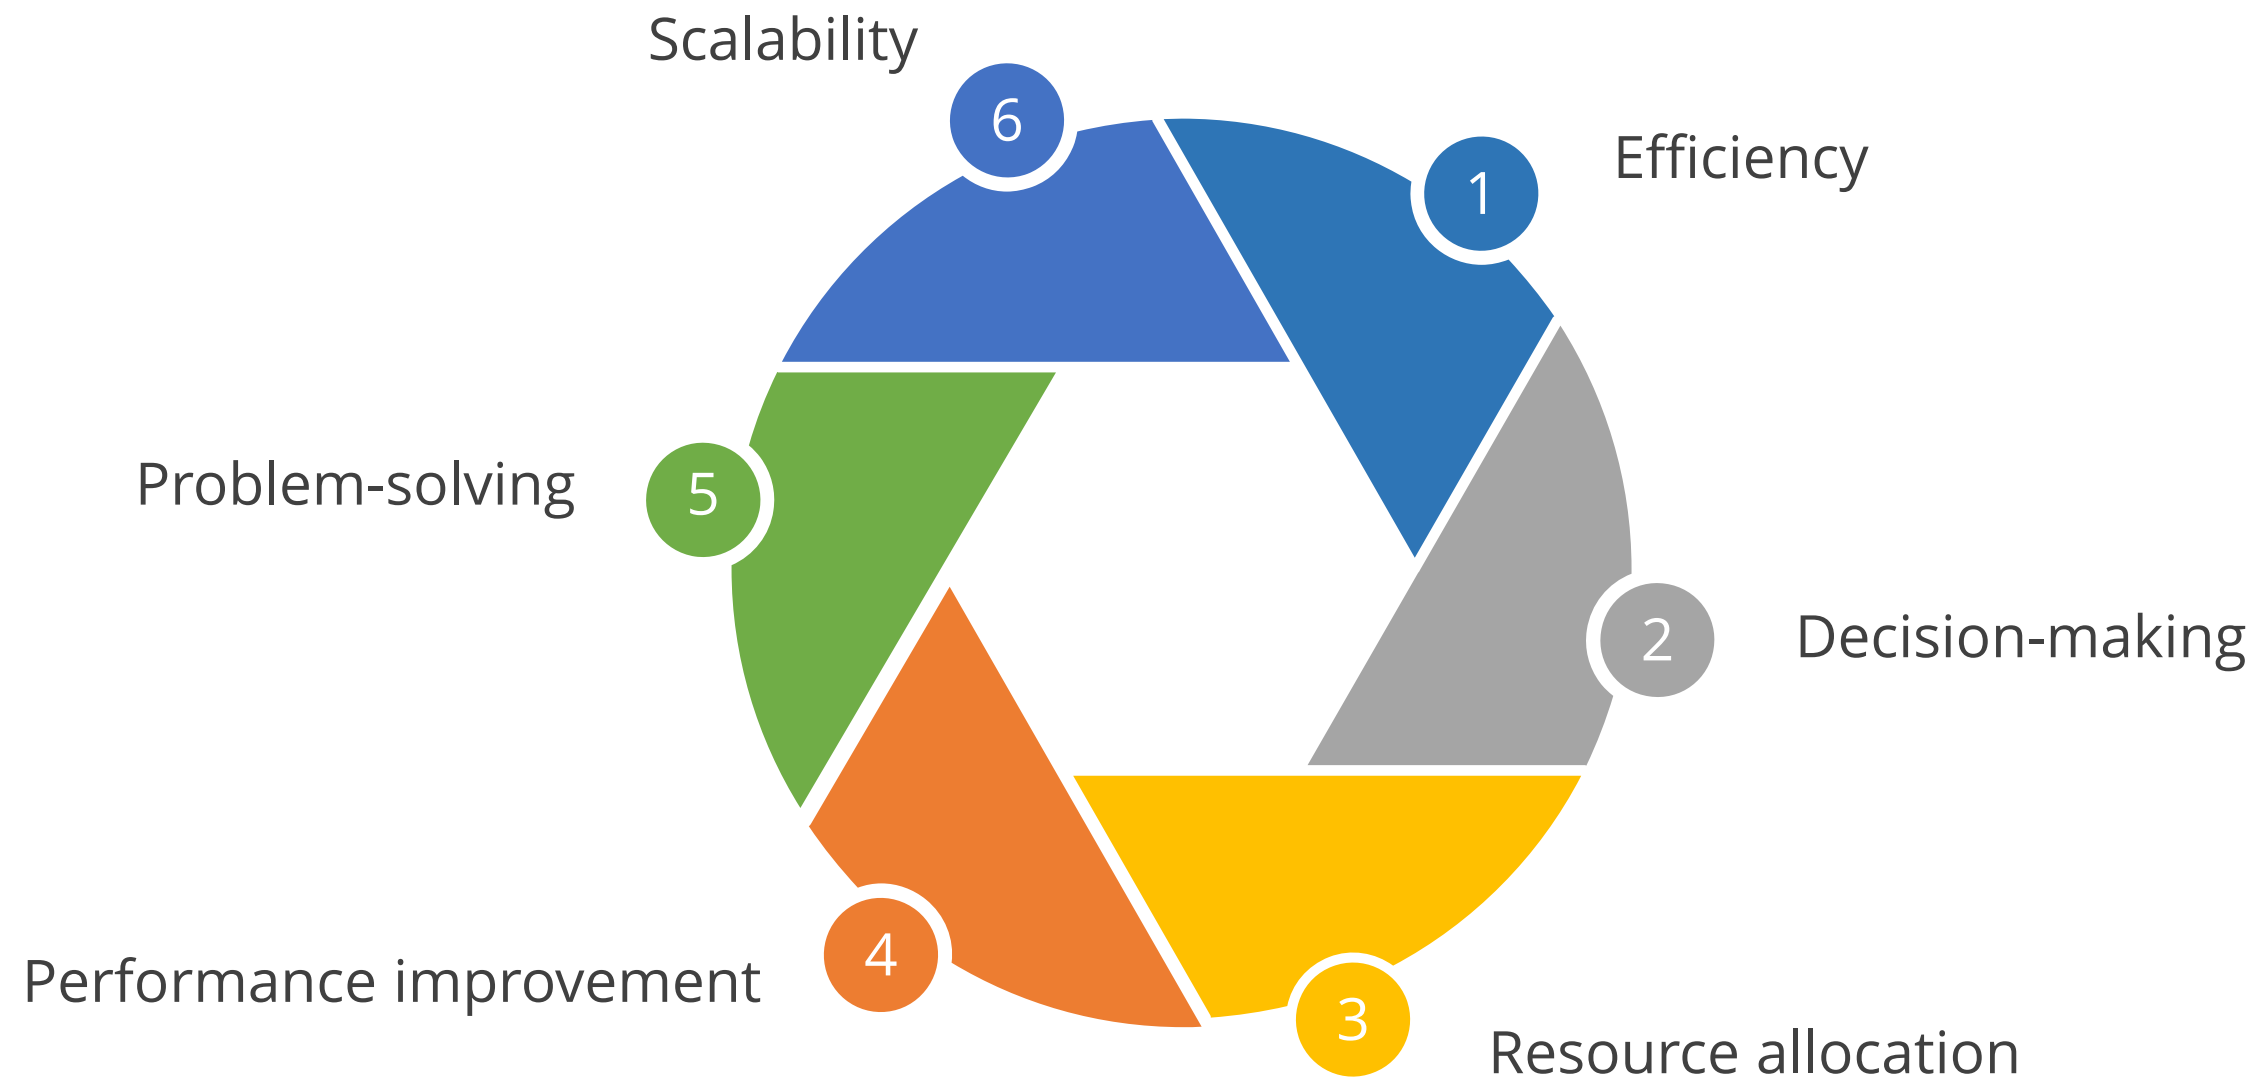 Scalability
6
1
Efficiency
2
Decision-making
3
Resource allocation
4
Performance improvement
5
Problem-solving